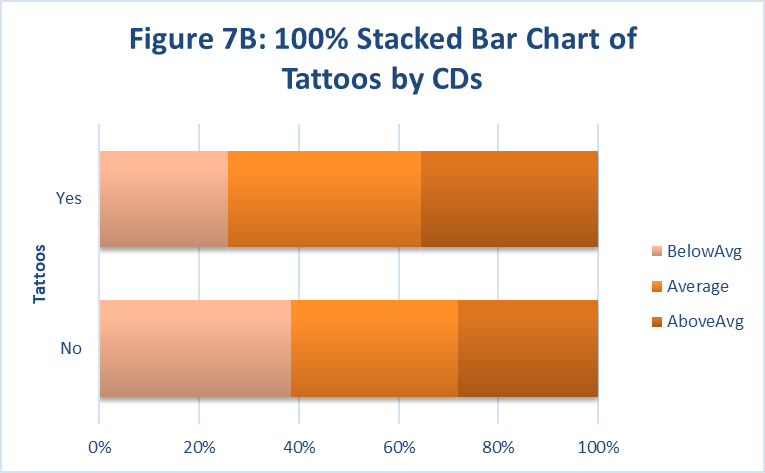 Figure 7B: 100% Stacked Bar Chart of
Tattoos by CDs
Yes
No
Tattoos
0% 20% 40% 60% 80% 100%
BelowAvg
Average
AboveAvg